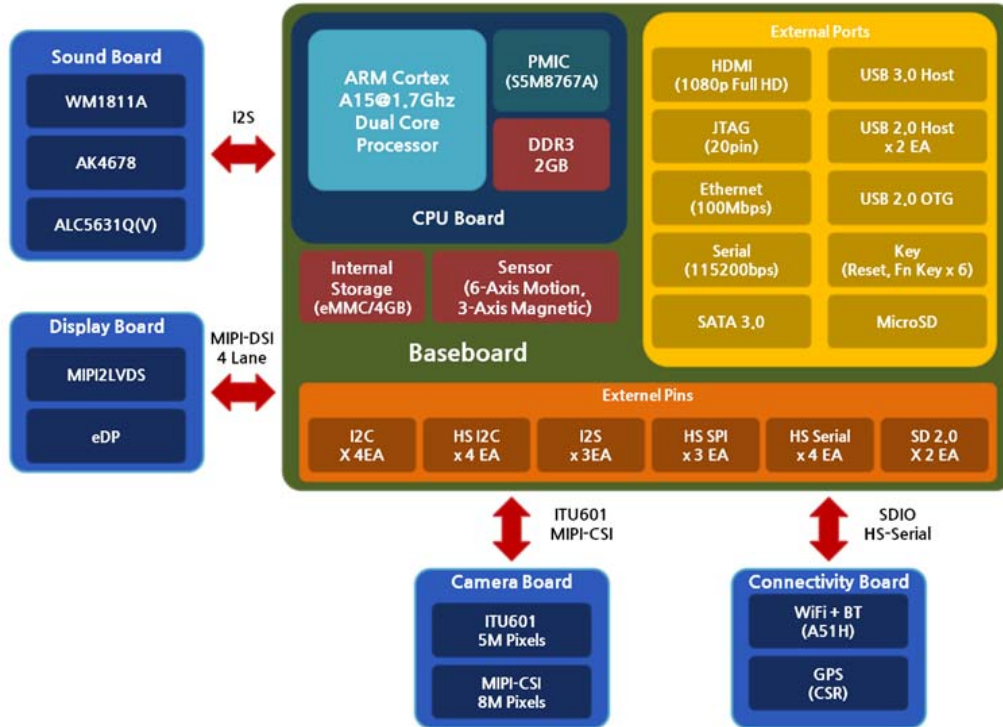 Sound Board
WM1811A
AK4678
ALC5631Q(V)
I2S
Display Board
MIPI2LVDS
eDP
MIPI-DSI
4 Lane
ARM Cortex
A15@1.7Ghz
Dual Core
Processor
PMIC
(S5M8767A)
DDR3
2GB
CPU Board
Internal
Storage
(eMMC/4GB)
Sensor
(6-Axis Motion,
3-Axis Magnetic)
Baseboard
External Ports
HDMI
(1080p Full HD)
USB 3.0 Host
JTAG
(20pin)
USB 2.0 Host
x 2 EA
Ethernet
(100Mbps)
USB 2.0 OTG
Serial
(115200bps)
Key
(Reset, Fn Key x 6)
SATA 3.0
MicroSD
Externel Pins
I2C
X 4EA
HS I2C
x 4 EA
I2S
x 3EA
HS SPI
x 3 EA
HS Serial
x 4 EA
SD 2.0
X 2 EA
ITU601
MIPI-CSI
SDIO
HS-Serial
Camera Board
ITU601
5M Pixels
MIPI-CSI
8M Pixels
Connectivity Board
WiFi + BT
(A51H)
GPS
(CSR)